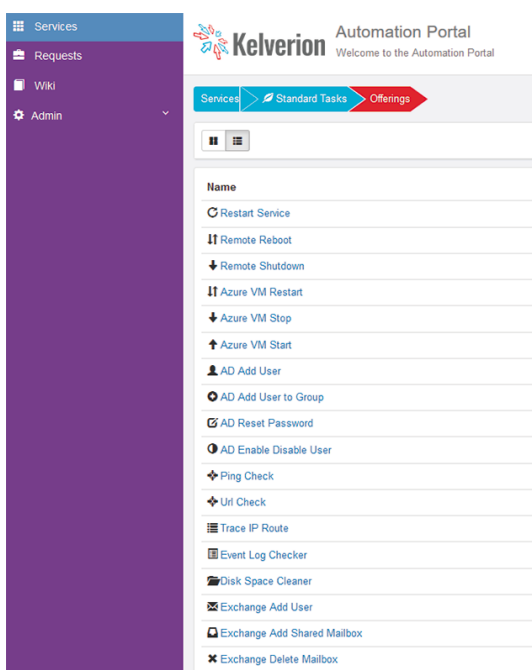 Services
Requests
Wiki
Admin
Kelverion
Automation Portal
Welcome to the Automation Portal
Services Standard Tasks Offerings
Name
Restart Service
Remote Reboot
Remote Shutdown
Azure VM Restart
Azure VM Stop
Azure VM Start
AD Add User
AD Add User to Group
AD Reset Password
AD Enable Disable User
Ping Check
Url Check
Trace IP Route
Event Log Checker
Disk Space Cleaner
Exchange Add User
Exchange Add Shared Mailbox
Exchange Delete Mailbox